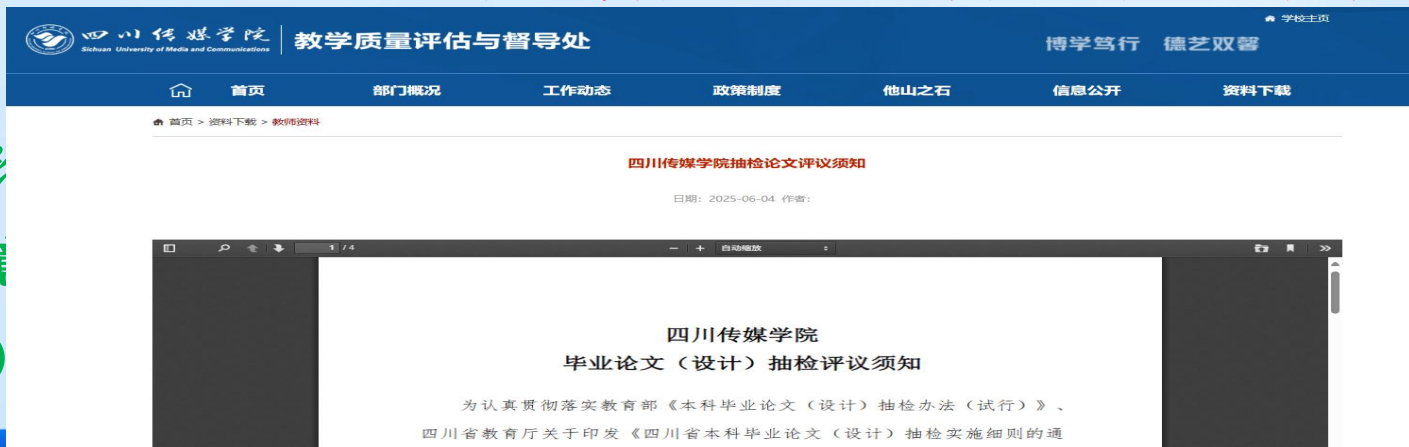 学校主页
四川传媒学院
Sichuan University of Media and Communications
教学质量评估与督导处
博学笃行 德艺双馨
首页 部门概况 工作动态 政策制度 他山之石 信息公开 资料下载
首页 > 资料下载 > 教师资料
四川传媒学院抽检论文评议须知
日期: 2025-06-04 作者:
1 / 4 自动缩放
四川传媒学院
毕业论文（设计）抽检评议须知
为认真贯彻落实教育部《本科毕业论文（设计）抽检办法（试行）》、
四川省教育厅关于印发《四川省本科毕业论文（设计）抽检实施细则的通